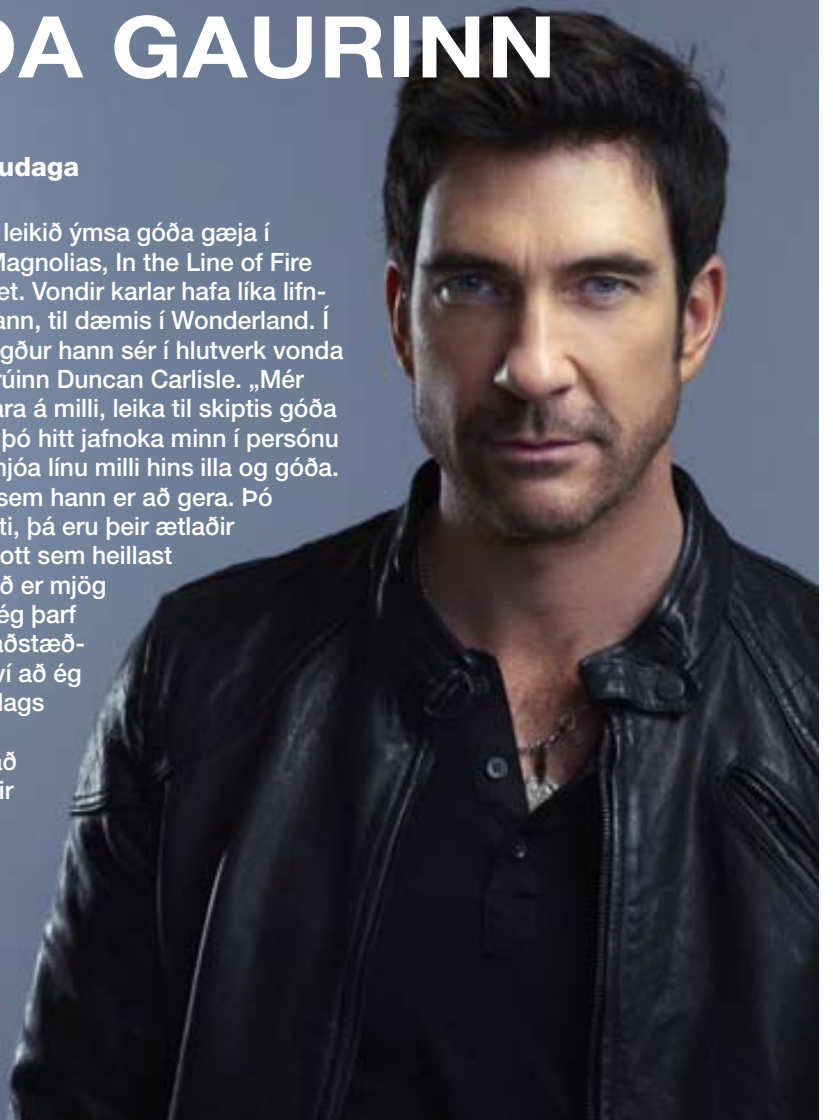 DA GAURINN
udaga
leikið ýmsa góða gæja í
Magnolias, In the Line of Fire
et. Vondir karlar hafa líka lifn-
ann, til dæmis í Wonderland. Í
gður hann sér í hlutverk vonda
rúinn Duncan Carlisle. „Mér
ara á milli, leika til skiptis góða
þó hitt jafnoka minn í persónu
mjóa línu milli hins illa og góða.
sem hann er að gera. Þó
ti, þá eru þeir ætlaðir
ott sem heillast
ð er mjög
ég þarf
aðstæð-
ví að ég
lags
að
ir